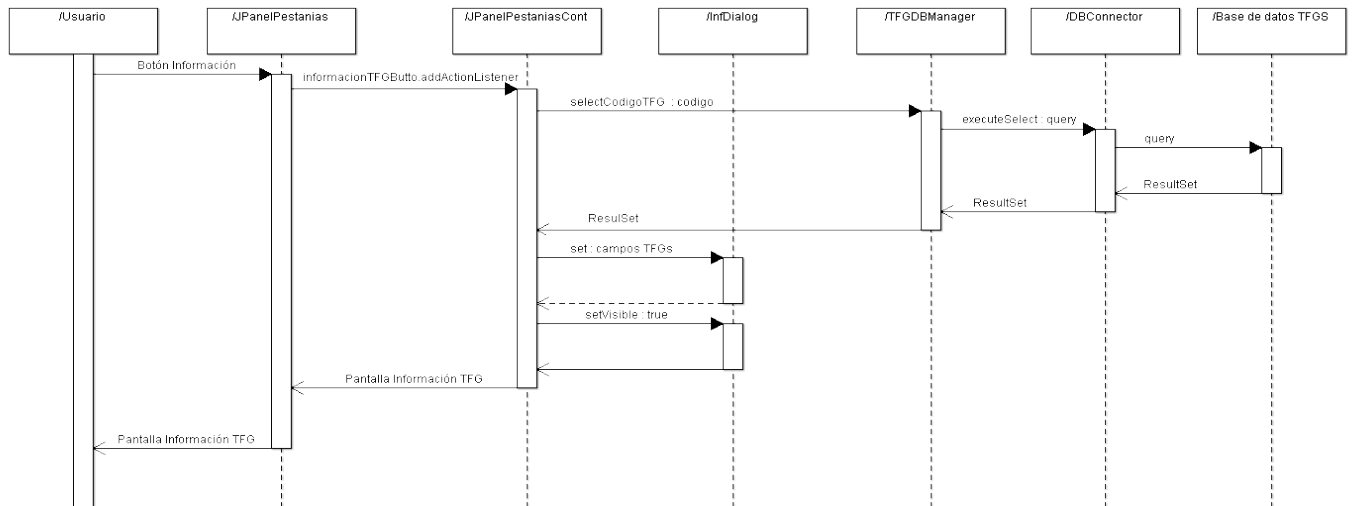 /Usuario
/JPanelPestanias
/JPanelPestaniasCont
/InfDialog
/TFGDBManager
/DBConnector
/Base de datos TFGS
Botón Información
informacionTFGButto.addActionListener
selectCodigoTFG : codigo
executeSelect : query
query
ResultSet
ResultSet
ResulSet
set : campos TFGs
setVisible : true
Pantalla Información TFG
Pantalla Información TFG